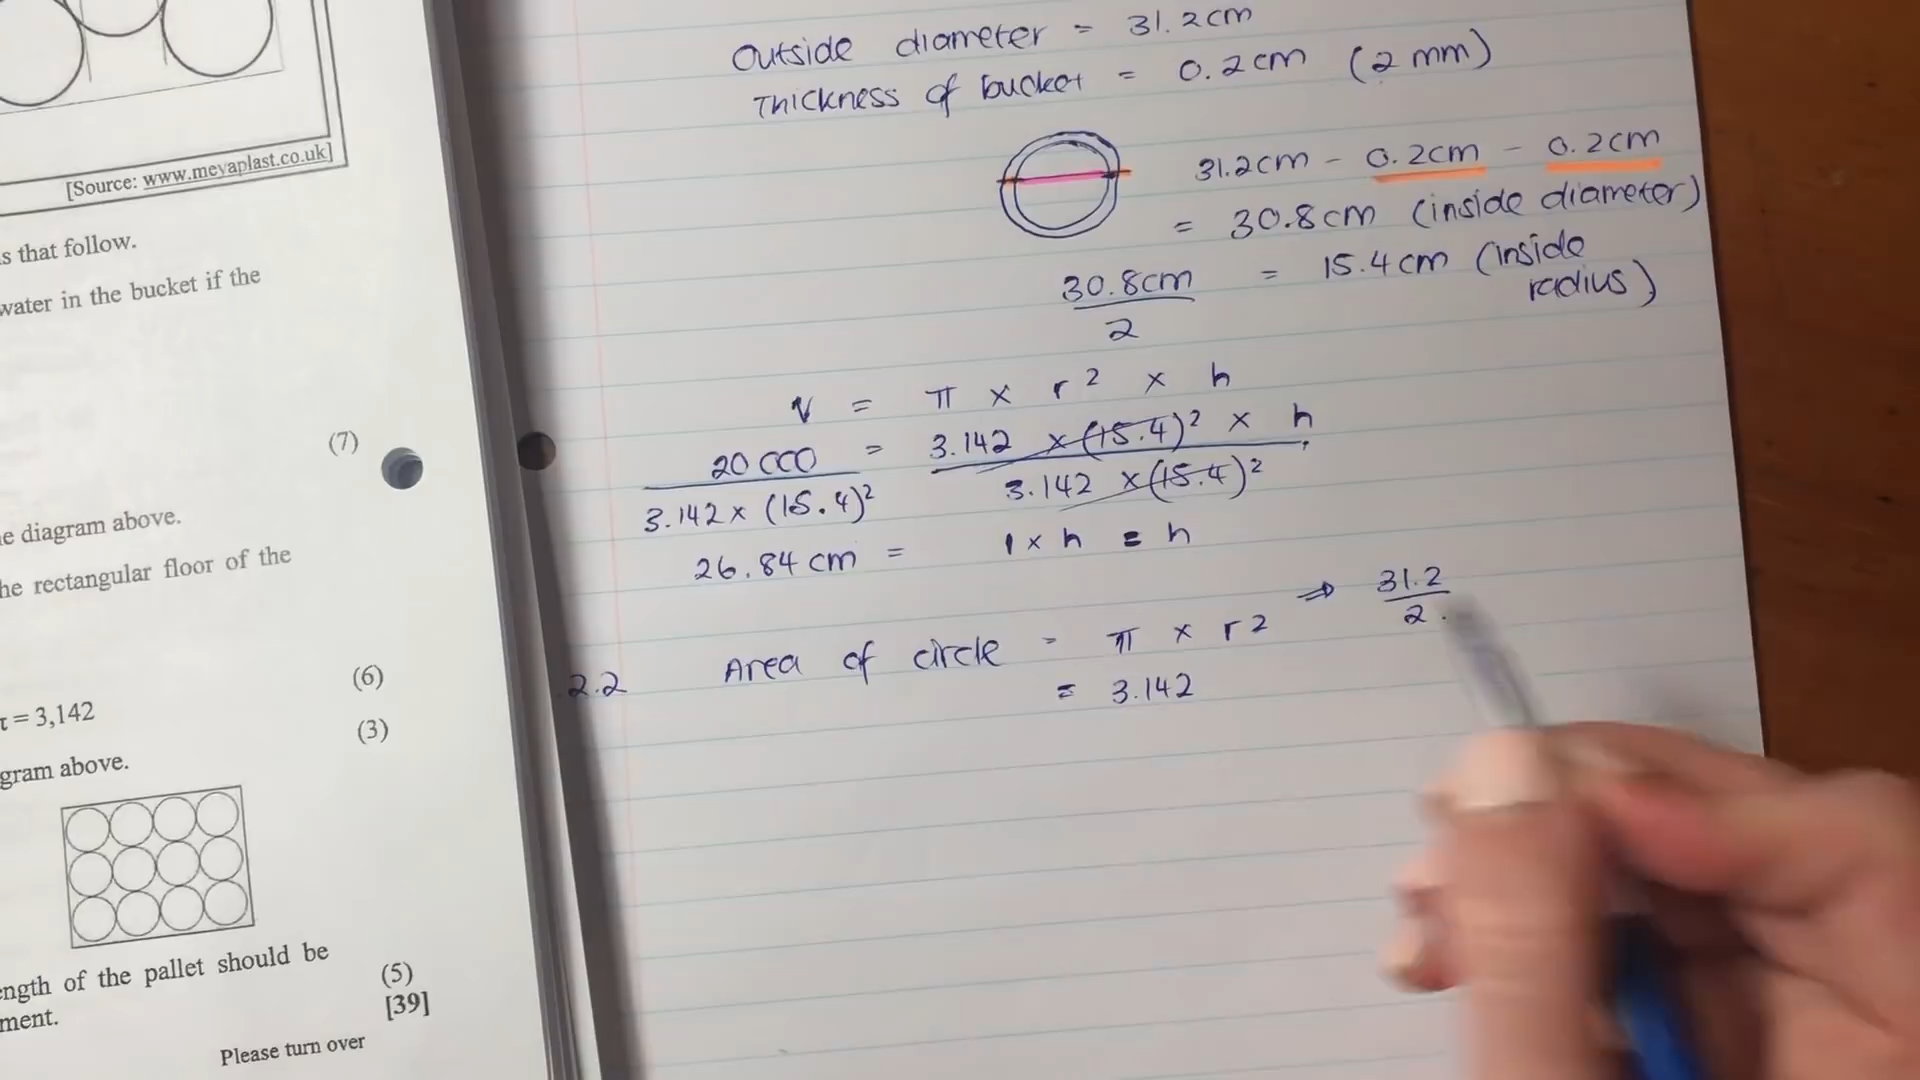 [Source: www.meyaplast.co.uk]
s that follow.
water in the bucket if the
(7)
e diagram above.
he rectangular floor of the
(6)
= 3,142
(3)
gram above.
ngth of the pallet should be
(5)
ment.
[39]
Please turn over
Outside diameter = 31.2cm
Thickness of bucket = 0.2cm (2 mm)
31.2cm - 0.2cm - 0.2cm
= 30.8cm (inside diameter)
30.8cm / 2 = 15.4cm (inside radius)
V = π x r² x h
20 000 = 3.142 x (15.4)² x h
3.142 x (15.4)² 3.142 x (15.4)²
26.84 cm = 1 x h = h
2.2 Area of circle = π x r² ⇒ 31.2 / 2
= 3.142